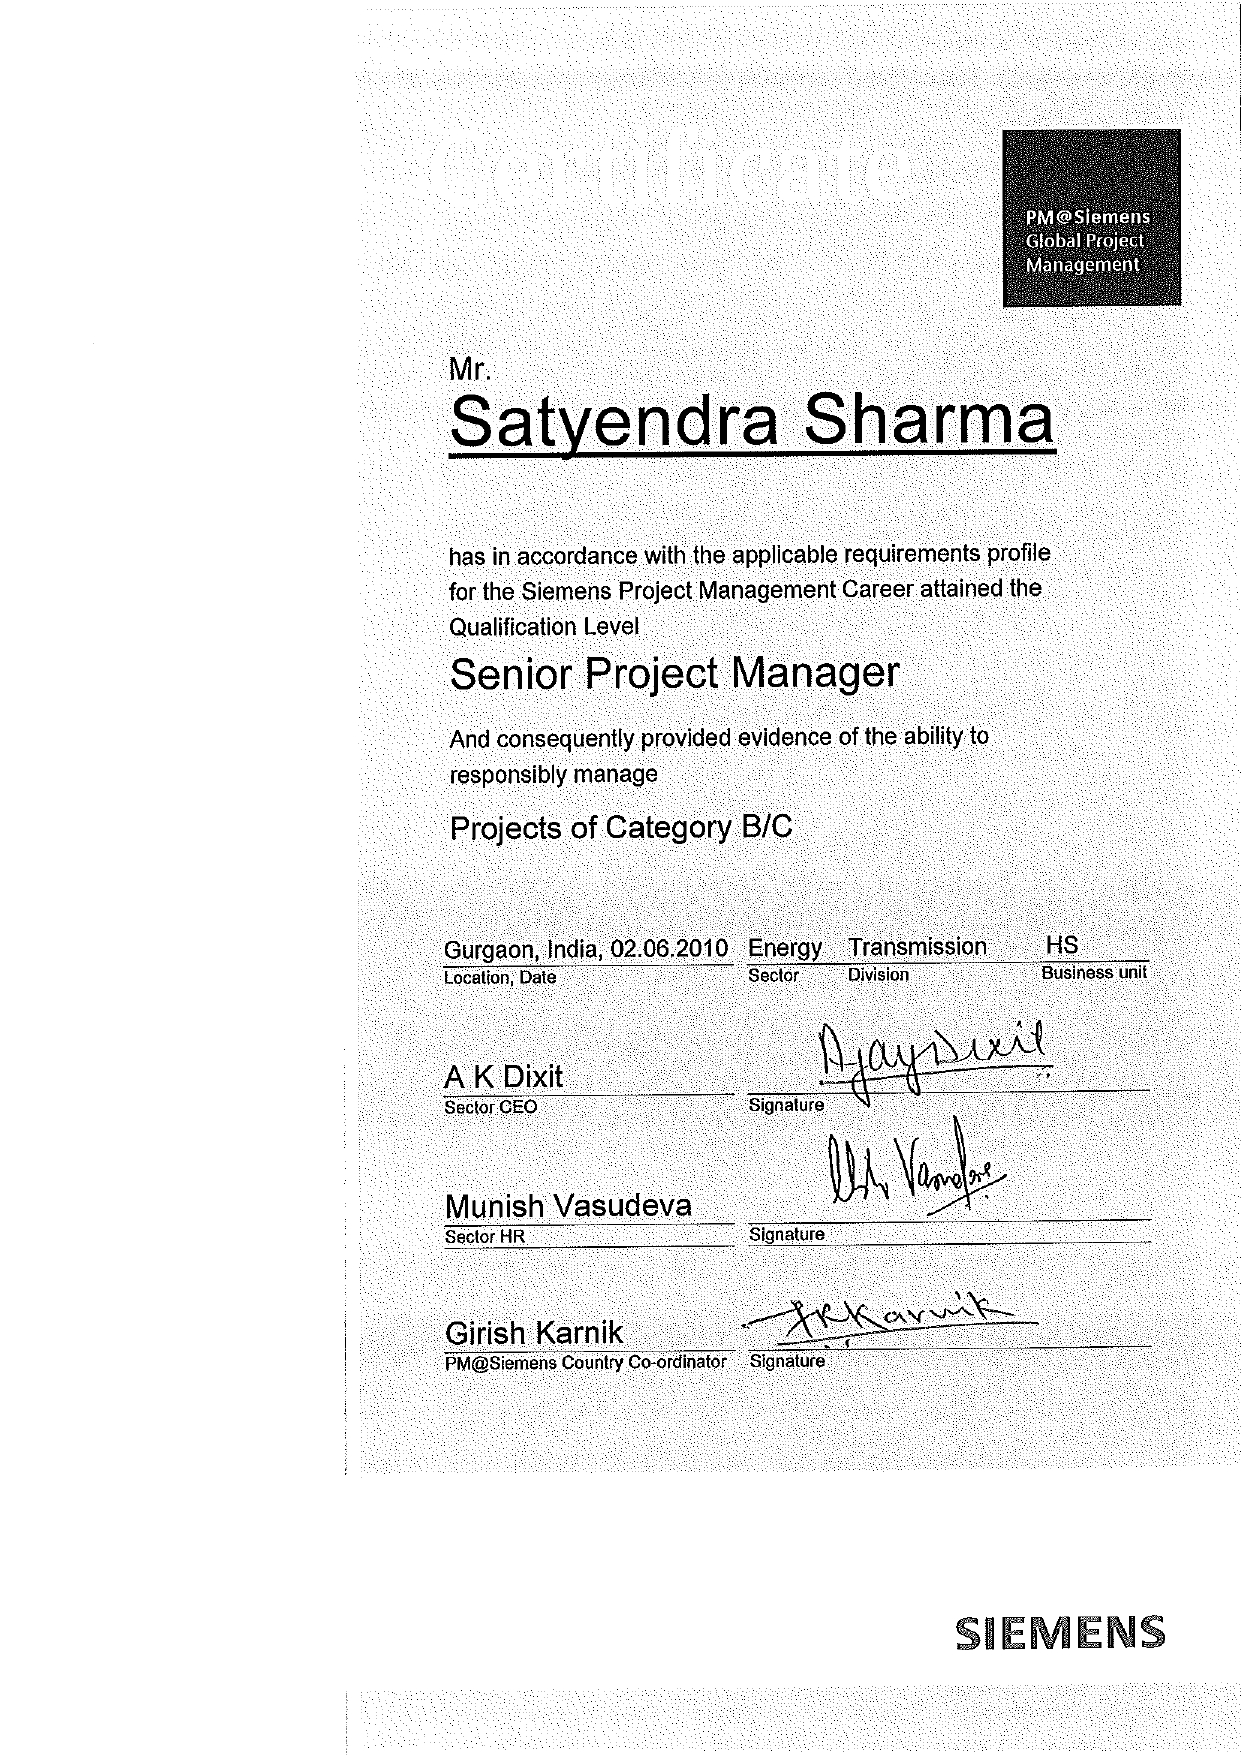 Certificate
PM@Siemens
Global Project
Management
Mr.
Satyendra Sharma
has in accordance with the applicable requirements profile
for the Siemens Project Management Career attained the
Qualification Level
Senior Project Manager
And consequently provided evidence of the ability to
responsibly manage
Projects of Category B/C
Gurgaon, India, 02.06.2010 Energy Transmission HS
Location, Date Sector Division Business unit
Ajay Dixit
A K Dixit
Sector CEO Signature
Munish Vasudeva
Sector HR Signature
Karnik
Girish Karnik
PM@Siemens Country Co-ordinator Signature
SIEMENS